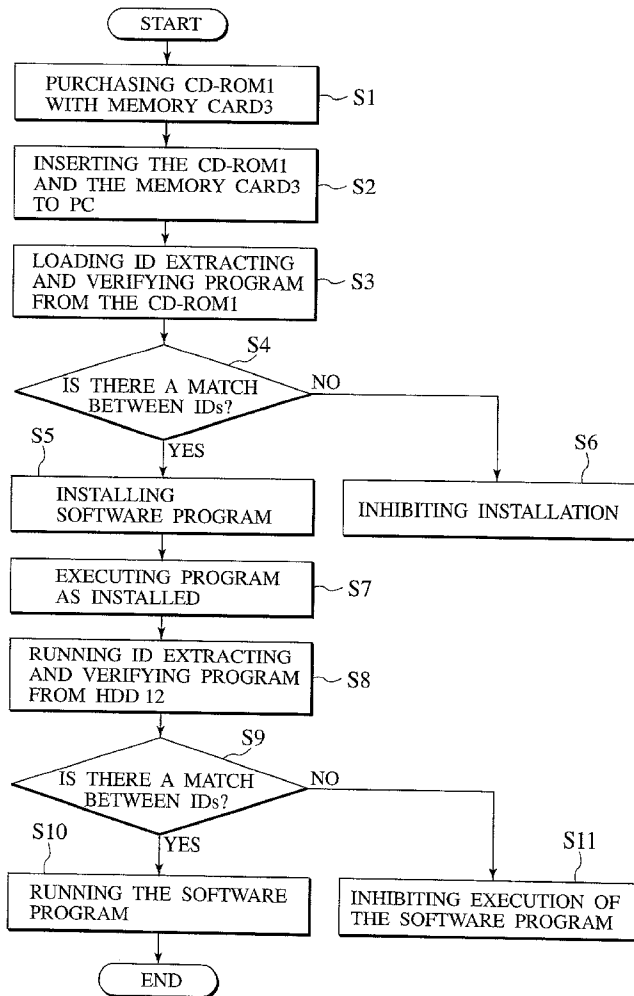 START
PURCHASING CD-ROM1
WITH MEMORY CARD3
S1
INSERTING THE CD-ROM1
AND THE MEMORY CARD3
TO PC
S2
LOADING ID EXTRACTING
AND VERIFYING PROGRAM
FROM THE CD-ROM1
S3
S4
IS THERE A MATCH
BETWEEN IDs?
NO
YES
S5
INSTALLING
SOFTWARE PROGRAM
S6
INHIBITING INSTALLATION
EXECUTING PROGRAM
AS INSTALLED
S7
RUNNING ID EXTRACTING
AND VERIFYING PROGRAM
FROM HDD 12
S8
S9
IS THERE A MATCH
BETWEEN IDs?
NO
YES
S10
RUNNING THE SOFTWARE
PROGRAM
S11
INHIBITING EXECUTION OF
THE SOFTWARE PROGRAM
END